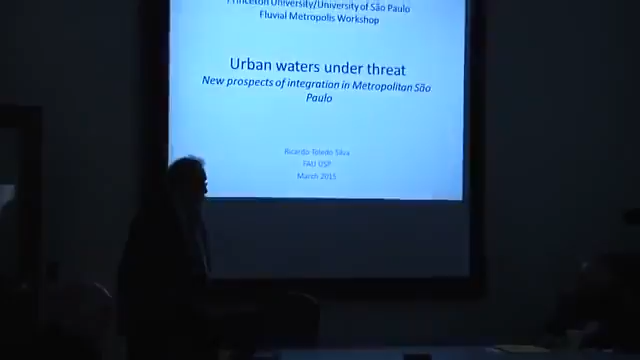 Princeton University/University of São Paulo
Fluvial Metropolis Workshop
Urban waters under threat
New prospects of integration in Metropolitan São
Paulo
Ricardo Toledo Silva
FAU USP
March 2015